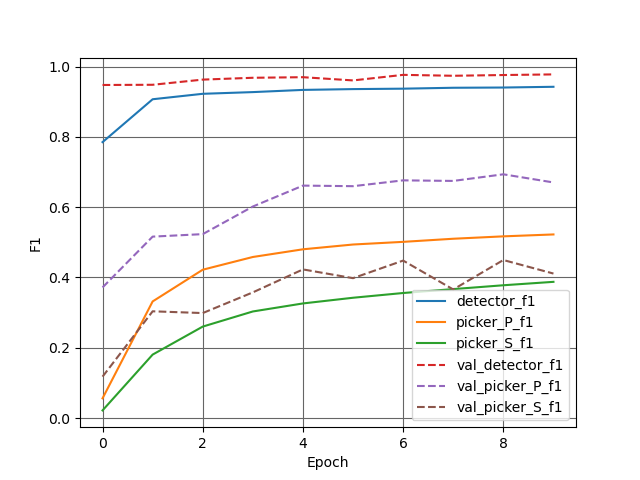 1.0
0.8
0.6
0.4
0.2
0.0
F1
0 2 4 6 8
Epoch
detector_f1
picker_P_f1
picker_S_f1
val_detector_f1
val_picker_P_f1
val_picker_S_f1